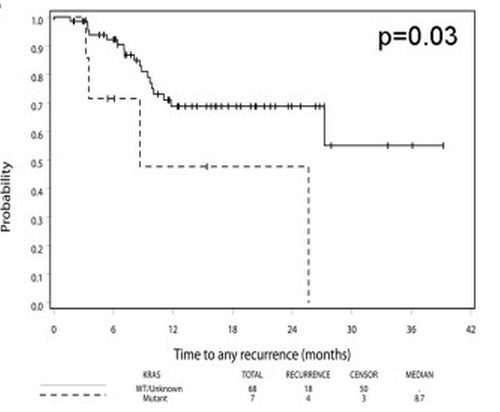 p=0.03
1.0
0.9
0.8
0.7
0.6
0.5
0.4
0.3
0.2
0.1
0.0
Probability
0 6 12 18 24 30 36 42
Time to any recurrence (months)
KRAS TOTAL RECURRENCE CENSOR MEDIAN
WT/Unknown 68 18 50 .
Mutant 7 4 3 8.7